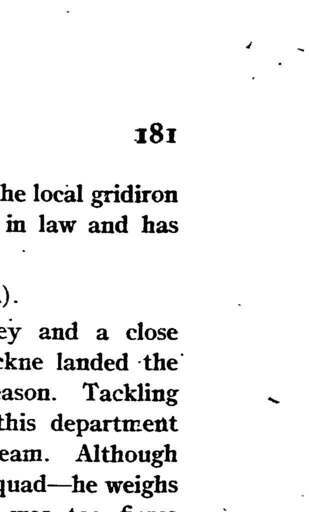 181
he local gridiron
in law and has
.).
ey and a close
ckne landed the
eason. Tackling
this department
eam. Although
quad—he weighs